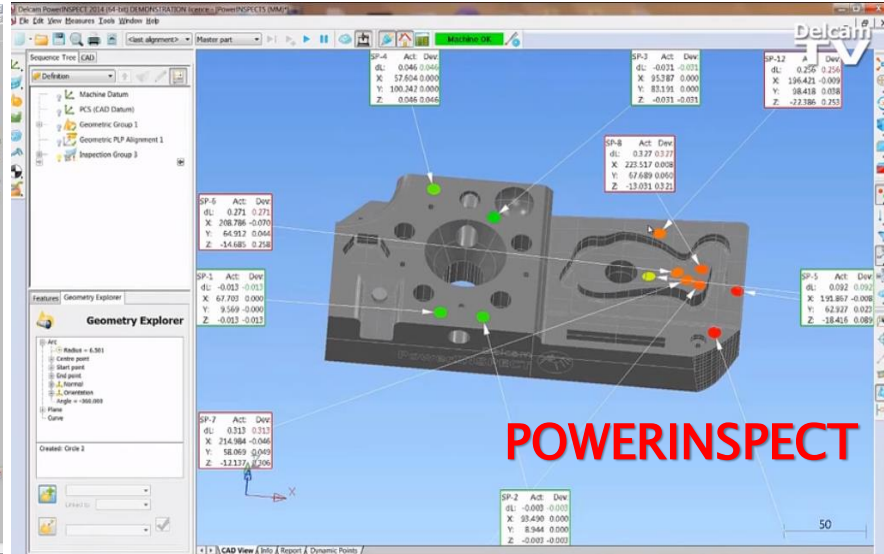 Delcam PowerINSPECT 2014 (64-bit) DEMONSTRATION licence - [PowerINSPECT5 (MM)*]
File Edit View Measures Tools Window Help
<last alignment>
Master part
Machine OK
Delcam
TV
Sequence Tree
CAD
Definition
Machine Datum
PCS (CAD Datum)
Geometric Group 1
Geometric PLP Alignment 1
Inspection Group 3
SP-4 Act: Dev:
dL: 0.046 0.046
X: 57.604 0.000
Y: 100.242 0.000
Z: 0.046 0.046
SP-3 Act: Dev:
dL: -0.031 -0.031
X: 95.387 0.000
Y: 83.191 0.000
Z: -0.031 -0.031
SP-12
dL: 0.256 0.256
X: 196.421 -0.009
Y: 98.418 0.038
Z: -22.386 0.253
SP-8 Act: Dev:
dL: 0.327 0.327
X: 223.517 0.008
Y: 67.689 0.060
Z: -13.031 0.321
SP-6 Act: Dev:
dL: 0.271 0.271
X: 208.786 -0.070
Y: 64.912 0.044
Z: -14.685 0.258
SP-1 Act: Dev:
dL: -0.013 -0.013
X: 67.703 0.000
Y: 9.569 -0.000
Z: -0.013 -0.013
SP-5 Act: Dev:
dL: 0.092 0.092
X: 191.867 -0.008
Y: 62.927 0.023
Z: -18.416 0.089
Features
Geometry Explorer
Geometry Explorer
Arc
Radius = 6.501
Centre point
Start point
End point
Normal
Orientation
Angle = -360.000
Plane
Curve
Created: Circle 2
Linked to:
SP-7 Act: Dev:
dL: 0.313 0.313
X: 214.984 -0.046
Y: 58.069 0.049
Z: -12.137 0.306
X
Delcam
PowerINSPECT
POWERINSPECT
SP-2 Act: Dev:
dL: -0.003 -0.003
X: 93.490 0.000
Y: 8.944 0.000
Z: -0.003 -0.003
50
CAD View
Info
Report
Dynamic Points